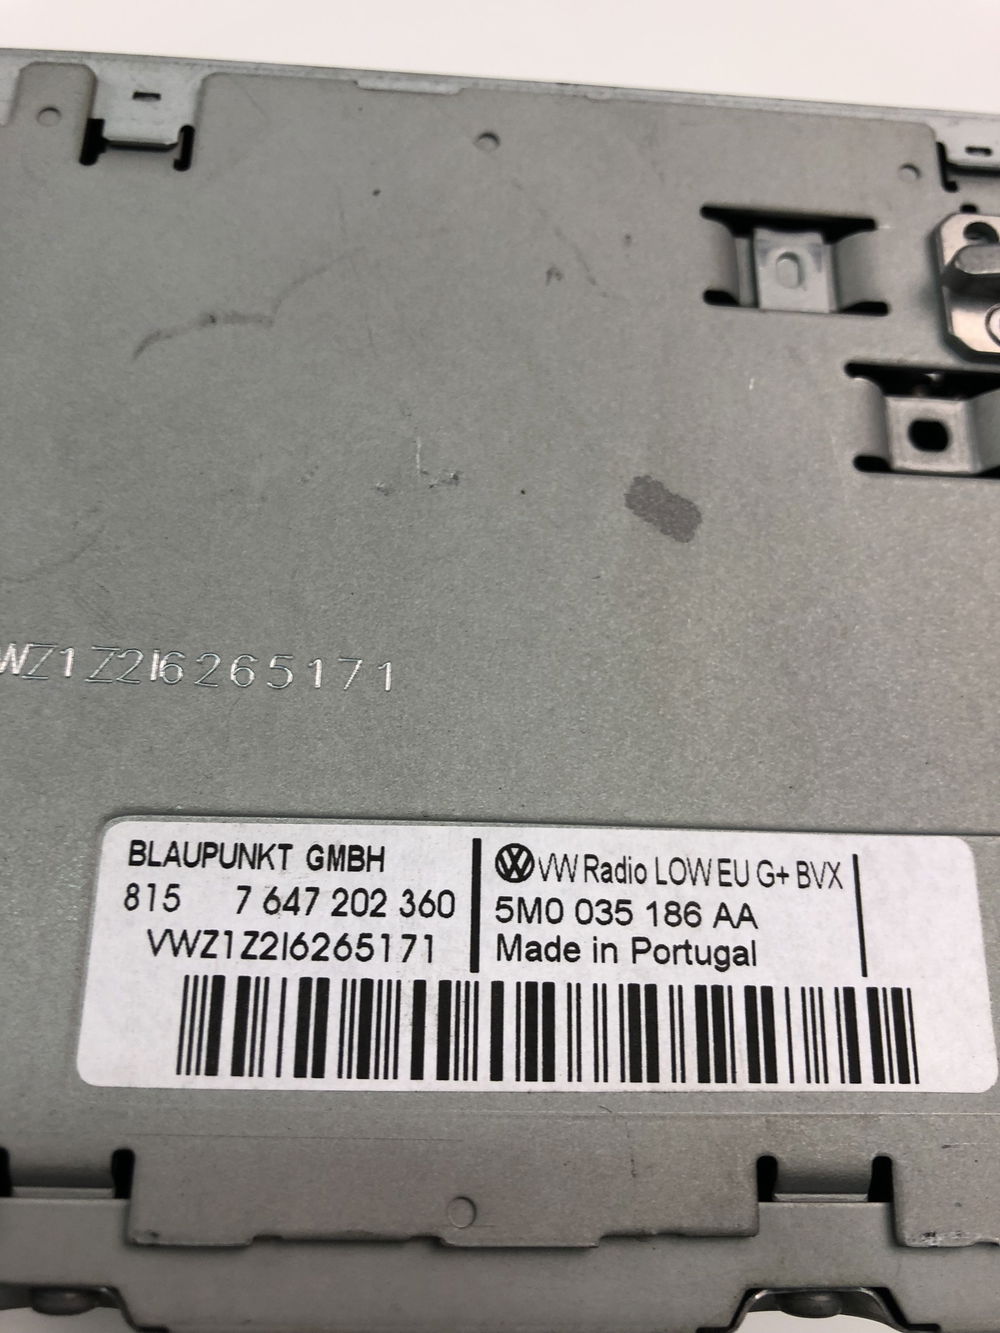 WZ1Z2I6265171
BLAUPUNKT GMBH
815 7 647 202 360
VWZ1Z2I6265171
VW Radio LOW EU G+ BVX
5M0 035 186 AA
Made in Portugal